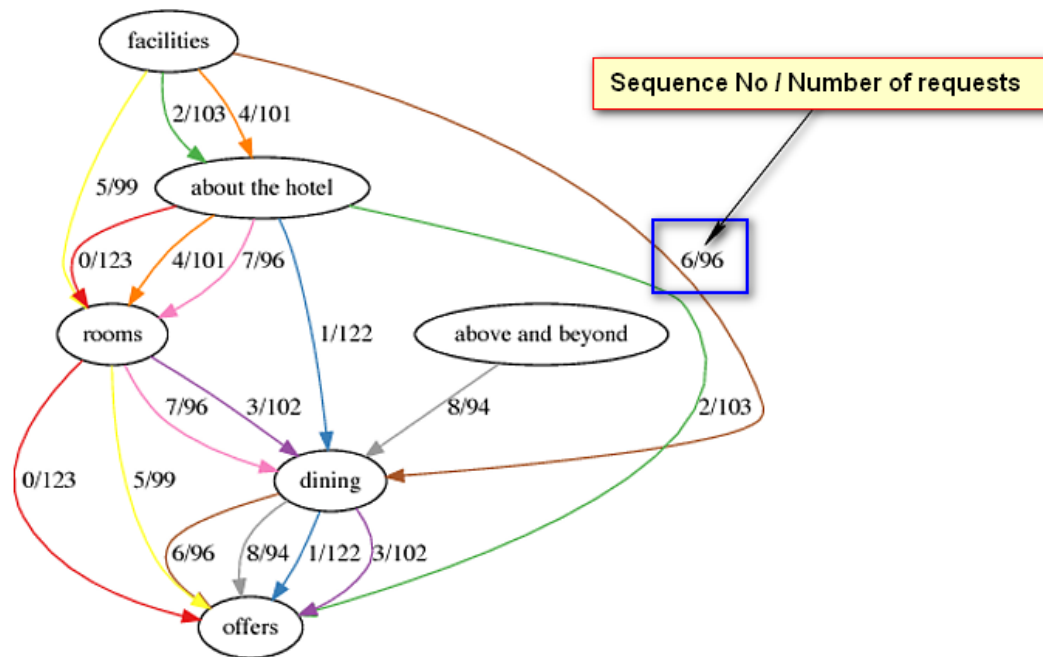 facilities
Sequence No / Number of requests
2/103
4/101
5/99
about the hotel
6/96
0/123
4/101
7/96
rooms
1/122
above and beyond
7/96
3/102
8/94
2/103
0/123
5/99
dining
6/96
8/94
1/122
3/102
offers